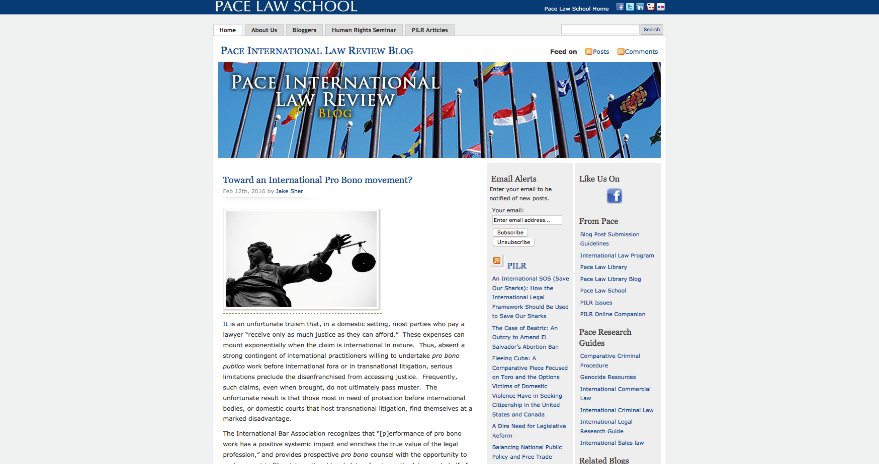 PACE LAW SCHOOL
Pace Law School Home
Home
About Us
Bloggers
Human Rights Seminar
PILR Articles
Search
PACE INTERNATIONAL LAW REVIEW BLOG
Feed on
Posts
Comments
PACE INTERNATIONAL
LAW REVIEW
BLOG
Toward an International Pro Bono movement?
Feb 12th, 2016 by Jake Sher
It is an unfortunate truism that, in a domestic setting, most parties who pay a
lawyer "receive only as much justice as they can afford." These expenses can
mount exponentially when the claim is international in nature. Thus, absent a
strong contingent of international practitioners willing to undertake pro bono
publico work before international fora or in transnational litigation, serious
limitations preclude the disenfranchised from accessing justice. Frequently,
such claims, even when brought, do not ultimately pass muster. The
unfortunate result is that those most in need of protection before international
bodies, or domestic courts that host transnational litigation, find themselves at a
marked disadvantage.
The International Bar Association recognizes that "[p]erformance of pro bono
work has a positive systemic impact and enriches the true value of the legal
profession," and provides prospective pro bono counsel with the opportunity to
Email Alerts
Enter your email to be
notified of new posts.
Your email:
Enter email address...
Subscribe
Unsubscribe
PILR
An International SOS (Save
Our Sharks): How the
International Legal
Framework Should Be Used
to Save Our Sharks
The Case of Beatriz: An
Outcry to Amend El
Salvador's Abortion Ban
Fleeing Cuba: A
Comparative Piece Focused
on Toro and the Options
Victims of Domestic
Violence Have in Seeking
Citizenship in the United
States and Canada
A Dire Need for Legislative
Reform
Balancing National Public
Policy and Free Trade
Like Us On
From Pace
Blog Post Submission
Guidelines
International Law Program
Pace Law Library
Pace Law Library Blog
Pace Law School
PILR Issues
PILR Online Companion
Pace Research
Guides
Comparative Criminal
Procedure
Genocide Resources
International Commercial
Law
International Criminal Law
International Legal
Research Guide
International Sales law
Related Blogs